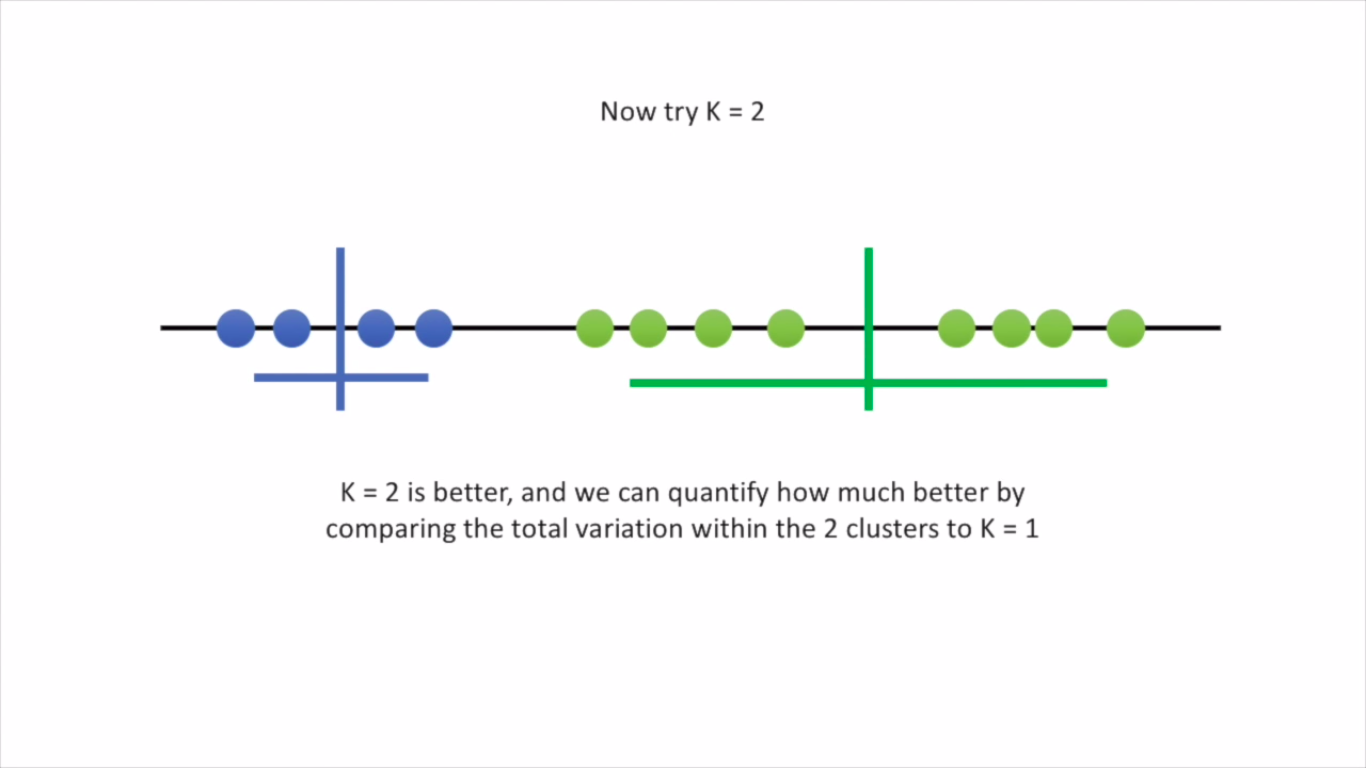 Now try K = 2
K = 2 is better, and we can quantify how much better by
comparing the total variation within the 2 clusters to K = 1